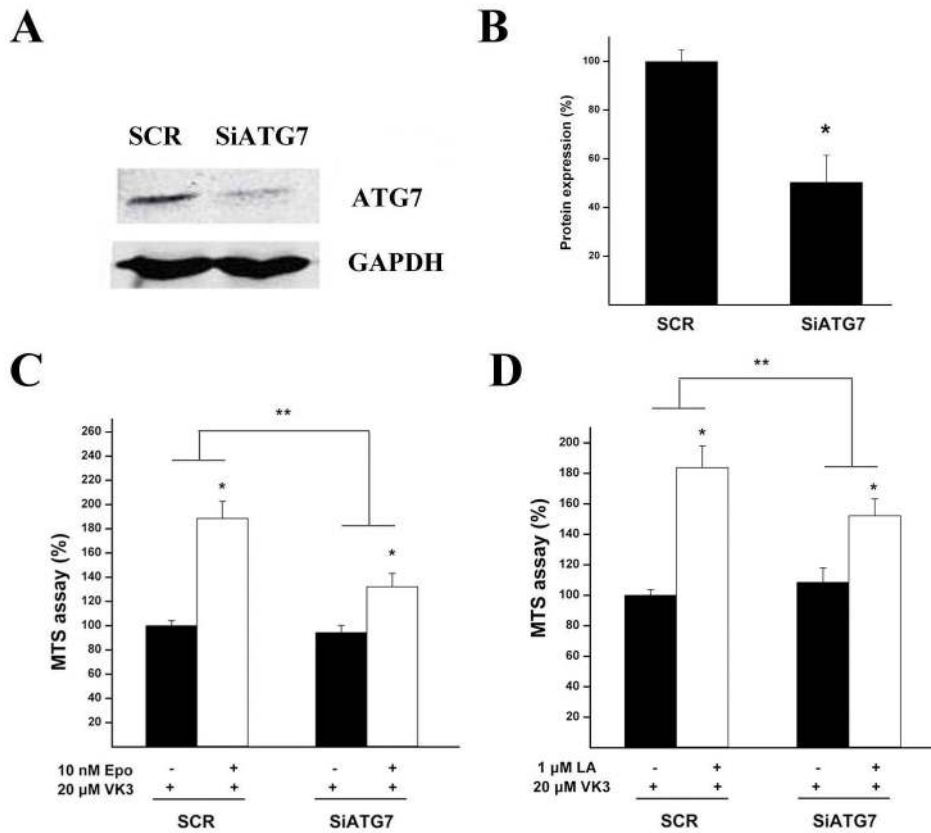 A
SCR SiATG7
ATG7
GAPDH
B
Protein expression (%)
100
80
60
40
20
*
SCR SiATG7
C
MTS assay (%)
260
240
220
200
180
160
140
120
100
80
60
40
20
**
*
*
10 nM Epo - + - +
20 µM VK3 + + + +
SCR SiATG7
D
MTS assay (%)
200
180
160
140
120
100
80
60
40
20
**
*
*
1 µM LA - + - +
20 µM VK3 + + + +
SCR SiATG7